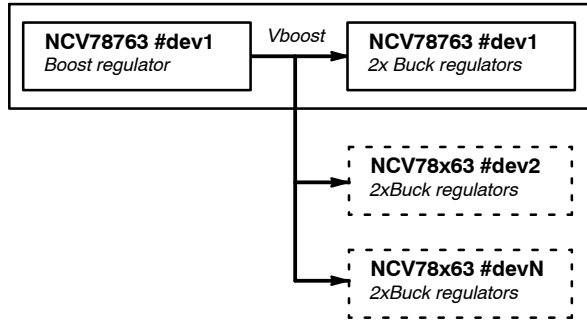 NCV78763 #dev1
Boost regulator
Vboost
NCV78763 #dev1
2x Buck regulators
NCV78x63 #dev2
2xBuck regulators
NCV78x63 #devN
2xBuck regulators